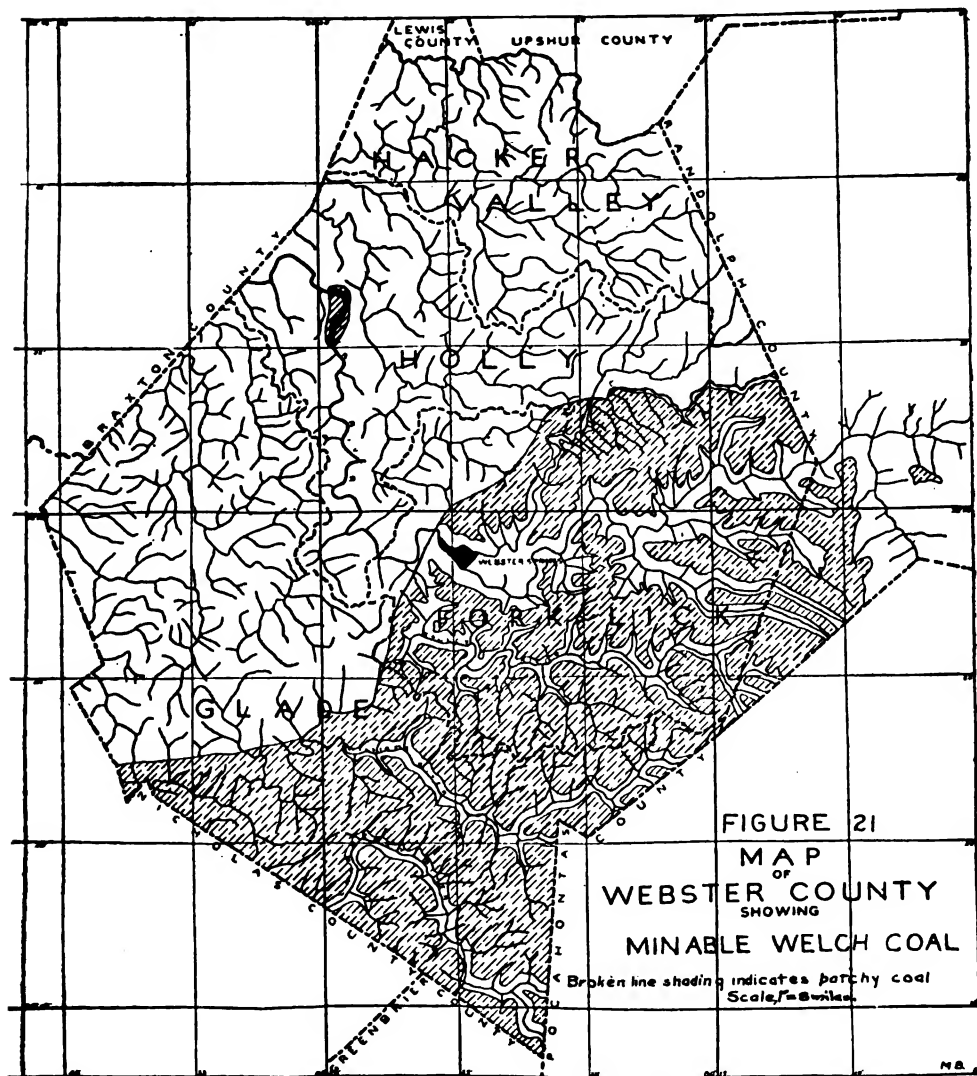 LEWIS
COUNTY
UPSHUR COUNTY
HACKER
VALLEY
RANDOLPH COUNTY
BRAXTON COUNTY
HOLLY
WEBSTER
FORK LICK
GLADE
NICHOLAS COUNTY
GREENBRIER COUNTY
POCAHONTAS
COUNTY
FIGURE 21
MAP
OF
WEBSTER COUNTY
SHOWING
MINABLE WELCH COAL
Broken line shading indicates patchy coal
M B.